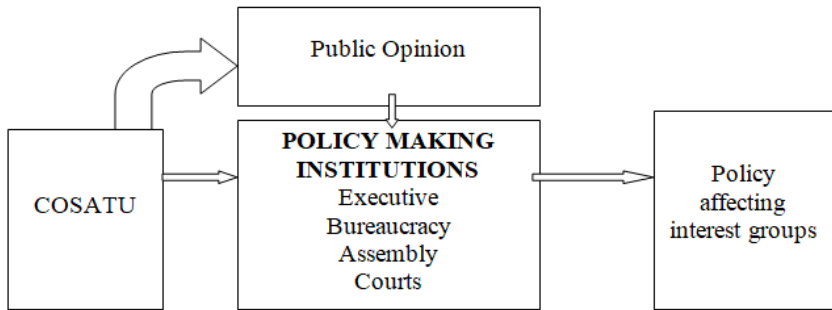 Public Opinion
COSATU
POLICY MAKING
INSTITUTIONS
Executive
Bureaucracy
Assembly
Courts
Policy
affecting
interest groups